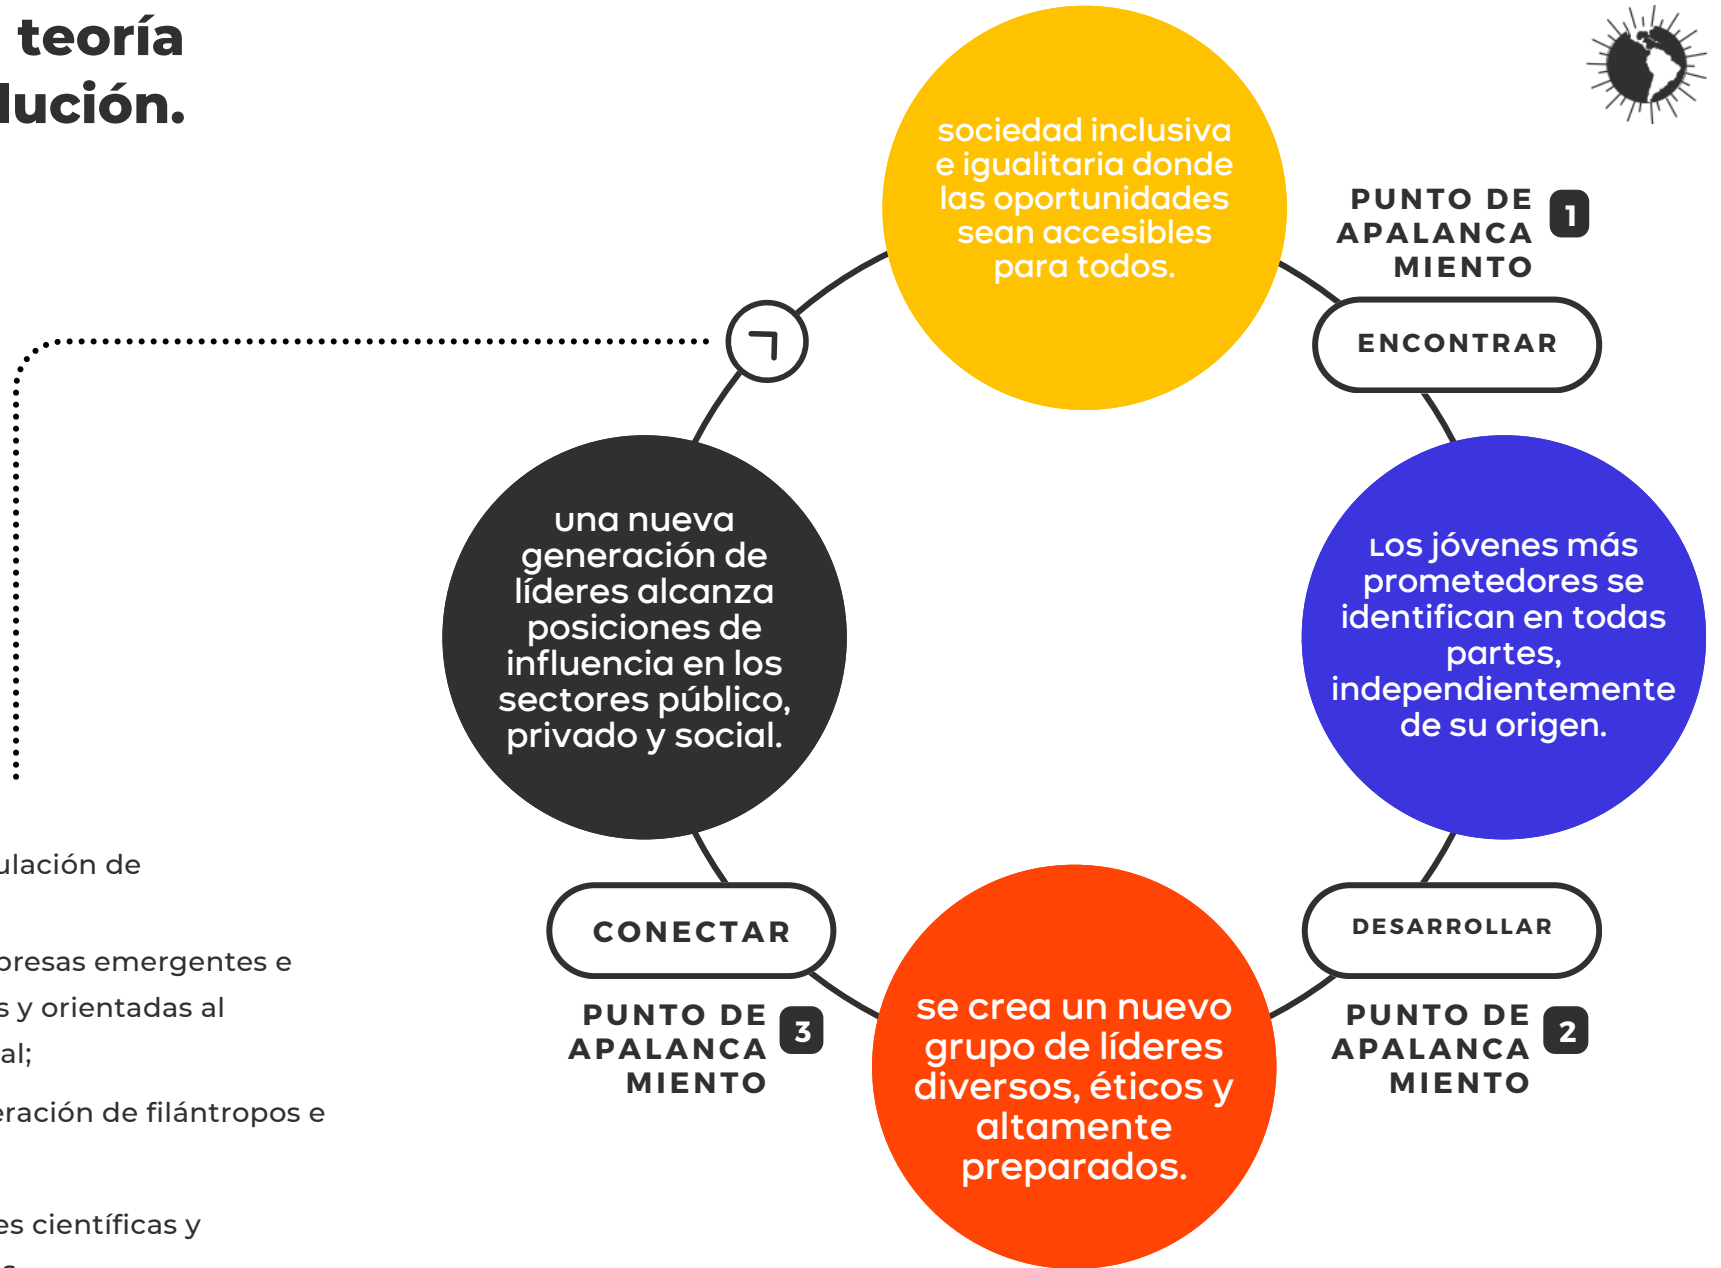 teoría
lución.
sociedad inclusiva
e igualitaria donde
las oportunidades
sean accesibles
para todos.
PUNTO DE
APALANCA
MIENTO
1
ENCONTRAR
Los jóvenes más
prometedores se
identifican en todas
partes,
independientemente
de su origen.
DESARROLLAR
PUNTO DE
APALANCA
MIENTO
2
se crea un nuevo
grupo de líderes
diversos, éticos y
altamente
preparados.
CONECTAR
PUNTO DE
APALANCA
MIENTO
3
una nueva
generación de
líderes alcanza
posiciones de
influencia en los
sectores público,
privado y social.
ulación de
presas emergentes e
s y orientadas al
al;
eración de filántropos e
es científicas y